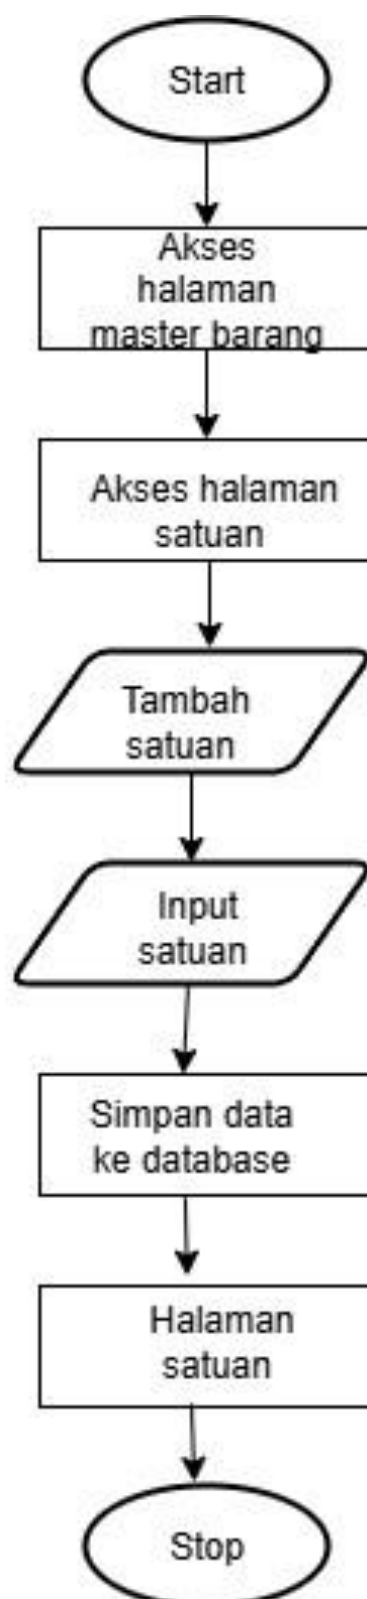 Start
Akses
halaman
master barang
Akses halaman
satuan
Tambah
satuan
Input
satuan
Simpan data
ke database
Halaman
satuan
Stop